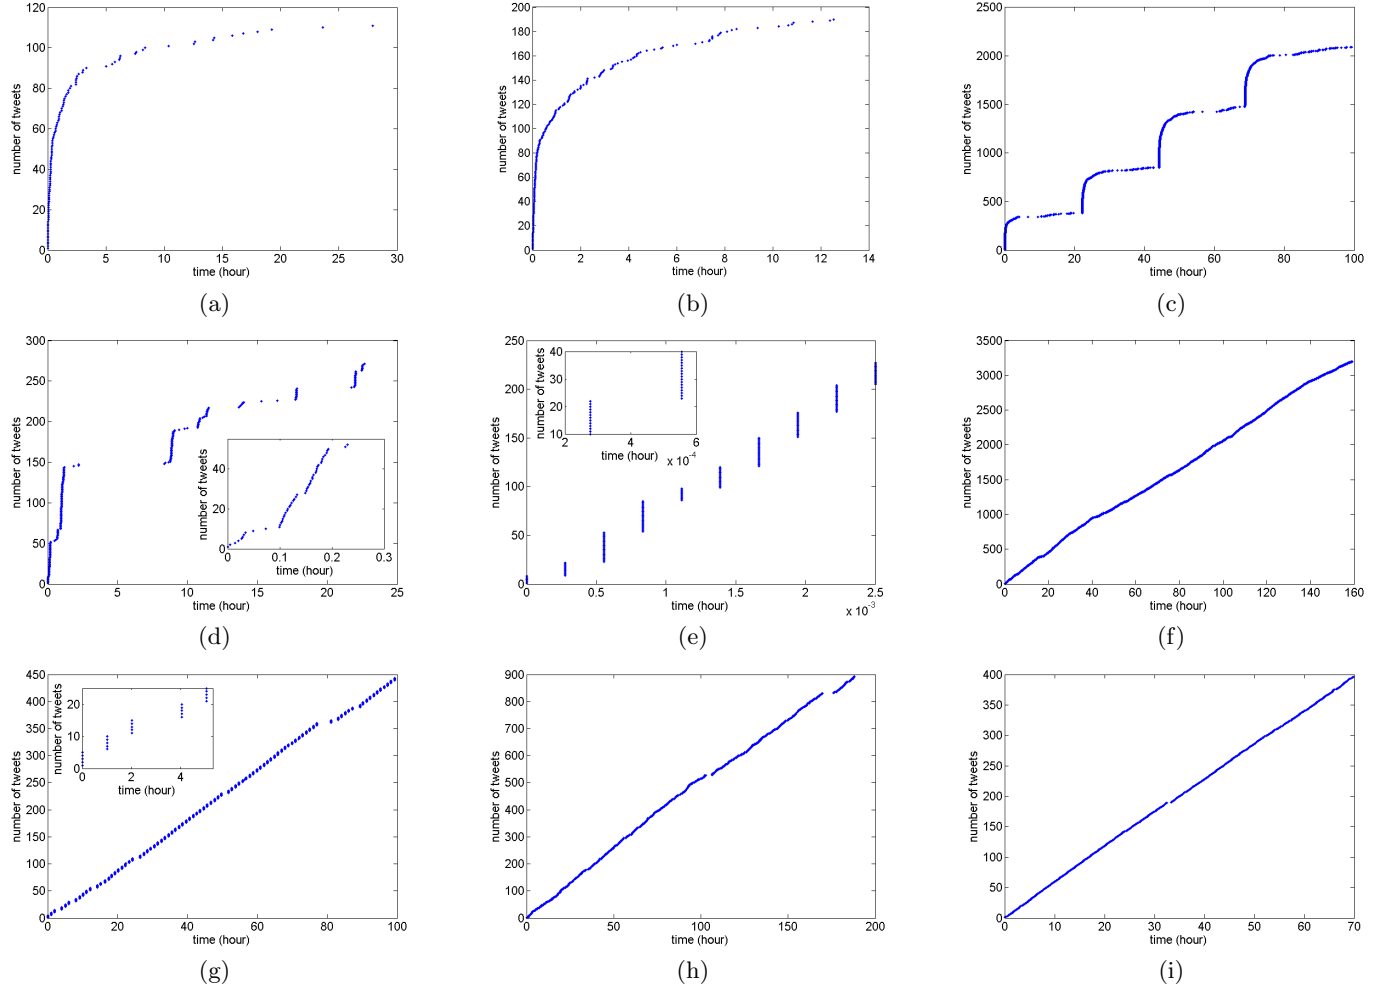 120
100
80
60
40
20
0
number of tweets
0 5 10 15 20 25 30
time (hour)
(a)
200
180
160
140
120
100
80
60
40
20
0
number of tweets
0 2 4 6 8 10 12 14
time (hour)
(b)
2500
2000
1500
1000
500
0
number of tweets
0 20 40 60 80 100
time (hour)
(c)
300
250
200
150
100
50
0
number of tweets
0 5 10 15 20 25
time (hour)
40
20
0
number of tweets
0 0.1 0.2 0.3
time (hour)
(d)
250
200
150
100
50
0
number of tweets
0 0.5 1 1.5 2 2.5
x 10⁻³
time (hour)
40
30
20
10
number of tweets
2 4 6
time (hour) x 10⁻⁴
(e)
3500
3000
2500
2000
1500
1000
500
0
number of tweets
0 20 40 60 80 100 120 140 160
time (hour)
(f)
450
400
350
300
250
200
150
100
50
0
number of tweets
0 20 40 60 80 100
time (hour)
20
10
0
number of tweets
0 2 4
time (hour)
(g)
900
800
700
600
500
400
300
200
100
0
number of tweets
0 50 100 150 200
time (hour)
(h)
400
350
300
250
200
150
100
50
0
number of tweets
0 10 20 30 40 50 60 70
time (hour)
(i)